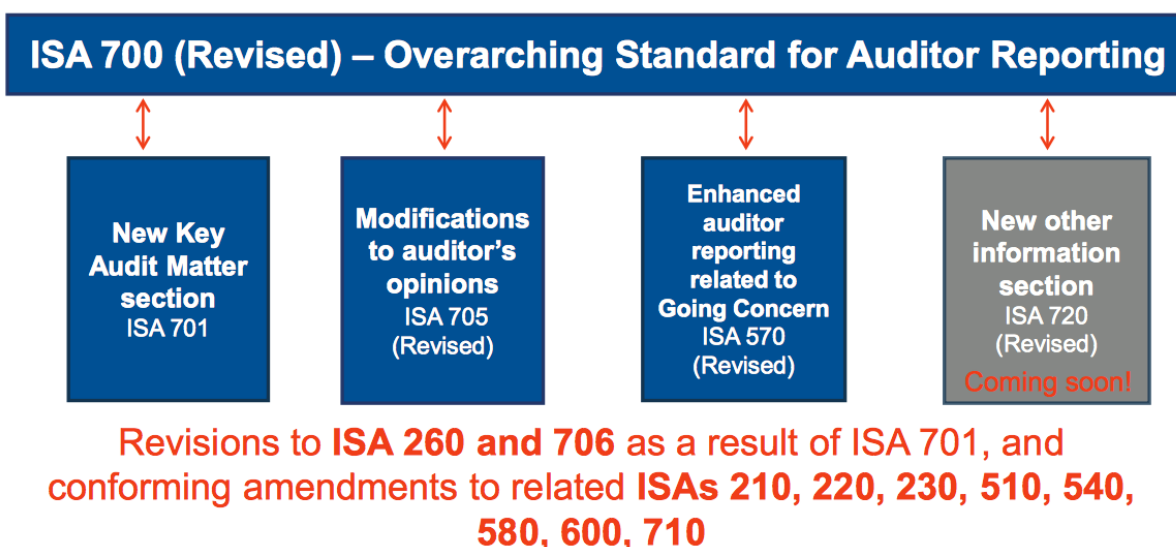 ISA 700 (Revised) – Overarching Standard for Auditor Reporting
New Key
Audit Matter
section
ISA 701
Modifications
to auditor’s
opinions
ISA 705
(Revised)
Enhanced
auditor
reporting
related to
Going Concern
ISA 570
(Revised)
New other
information
section
ISA 720
(Revised)
Coming soon!
Revisions to ISA 260 and 706 as a result of ISA 701, and
conforming amendments to related ISAs 210, 220, 230, 510, 540,
580, 600, 710